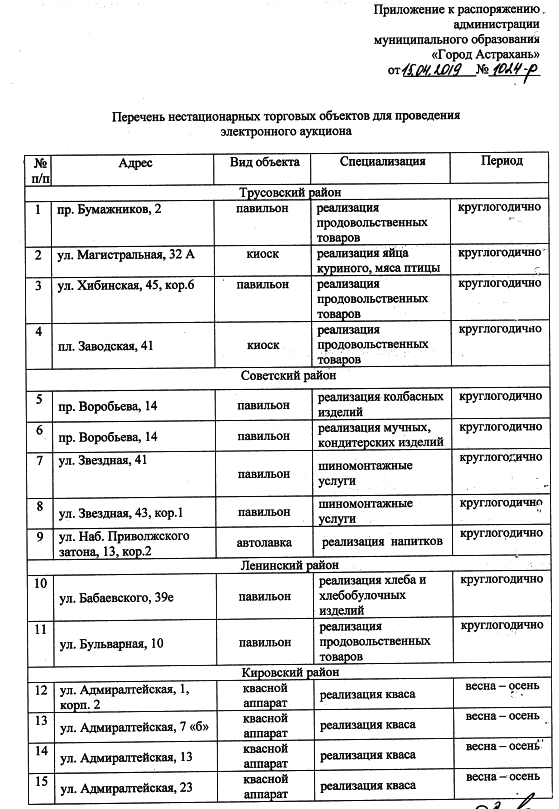 Приложение к распоряжению
администрации
муниципального образования
«Город Астрахань»
от 15.04.2019 № 1024-р
Перечень нестационарных торговых объектов для проведения
электронного аукциона
№ п/п Адрес Вид объекта Специализация Период
Трусовский район
1 пр. Бумажников, 2 павильон реализация круглогодично
продовольственных
товаров
2 ул. Магистральная, 32 А киоск реализация яйца круглогодично
куриного, мяса птицы
3 ул. Хибинская, 45, кор.6 павильон реализация круглогодично
продовольственных
товаров
4 реализация круглогодично
пл. Заводская, 41 киоск продовольственных
товаров
Советский район
5 реализация колбасных круглогодично
пр. Воробьева, 14 павильон изделий
6 реализация мучных, круглогодично
пр. Воробьева, 14 павильон кондитерских изделий
7 ул. Звездная, 41 круглогодично
павильон шиномонтажные
услуги
8 шиномонтажные круглогодично
ул. Звездная, 43, кор.1 павильон услуги
9 ул. Наб. Приволжского круглогодично
затона, 13, кор.2 автолавка реализация напитков
Ленинский район
10 реализация хлеба и круглогодично
ул. Бабаевского, 39е павильон хлебобулочных
изделий
11 реализация круглогодично
ул. Бульварная, 10 павильон продовольственных
товаров
Кировский район
12 ул. Адмиралтейская, 1, квасной весна – осень
корп. 2 аппарат реализация кваса
13 квасной весна – осень
ул. Адмиралтейская, 7 «б» аппарат реализация кваса
14 квасной весна – осень
ул. Адмиралтейская, 13 аппарат реализация кваса
15 квасной весна – осень
ул. Адмиралтейская, 23 аппарат реализация кваса